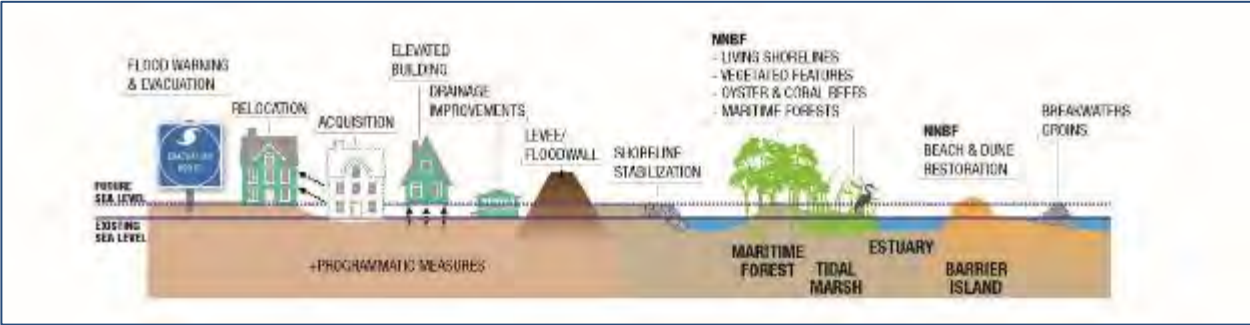 FLOOD WARNING
& EVACUATION
RELOCATION
ACQUISITION
ELEVATED
BUILDING
DRAINAGE
IMPROVEMENTS
LEVEE/
FLOODWALL
SHORELINE
STABILIZATION
NNBF
- LIVING SHORELINES
- VEGETATED FEATURES
- OYSTER & CORAL REEFS
- MARITIME FORESTS
NNBF
BEACH & DUNE
RESTORATION
BREAKWATERS
GROINS
EVACUATION
ROUTE
FUTURE
SEA LEVEL
EXISTING
SEA LEVEL
+PROGRAMMATIC MEASURES
MARITIME
FOREST
TIDAL
MARSH
ESTUARY
BARRIER
ISLAND